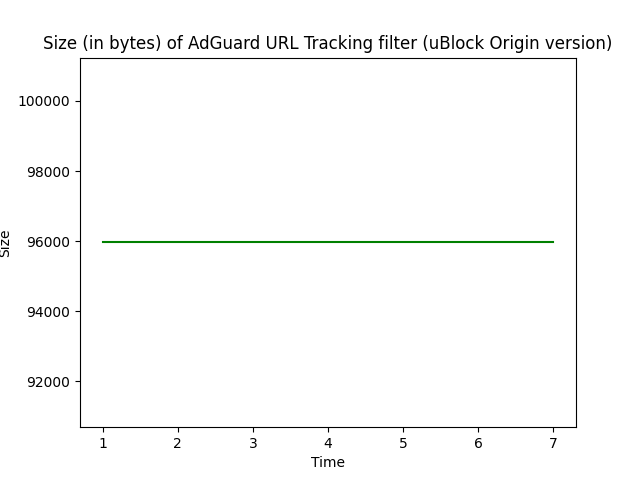 Size (in bytes) of AdGuard URL Tracking filter (uBlock Origin version)
100000
98000
96000
94000
92000
Size
1 2 3 4 5 6 7
Time